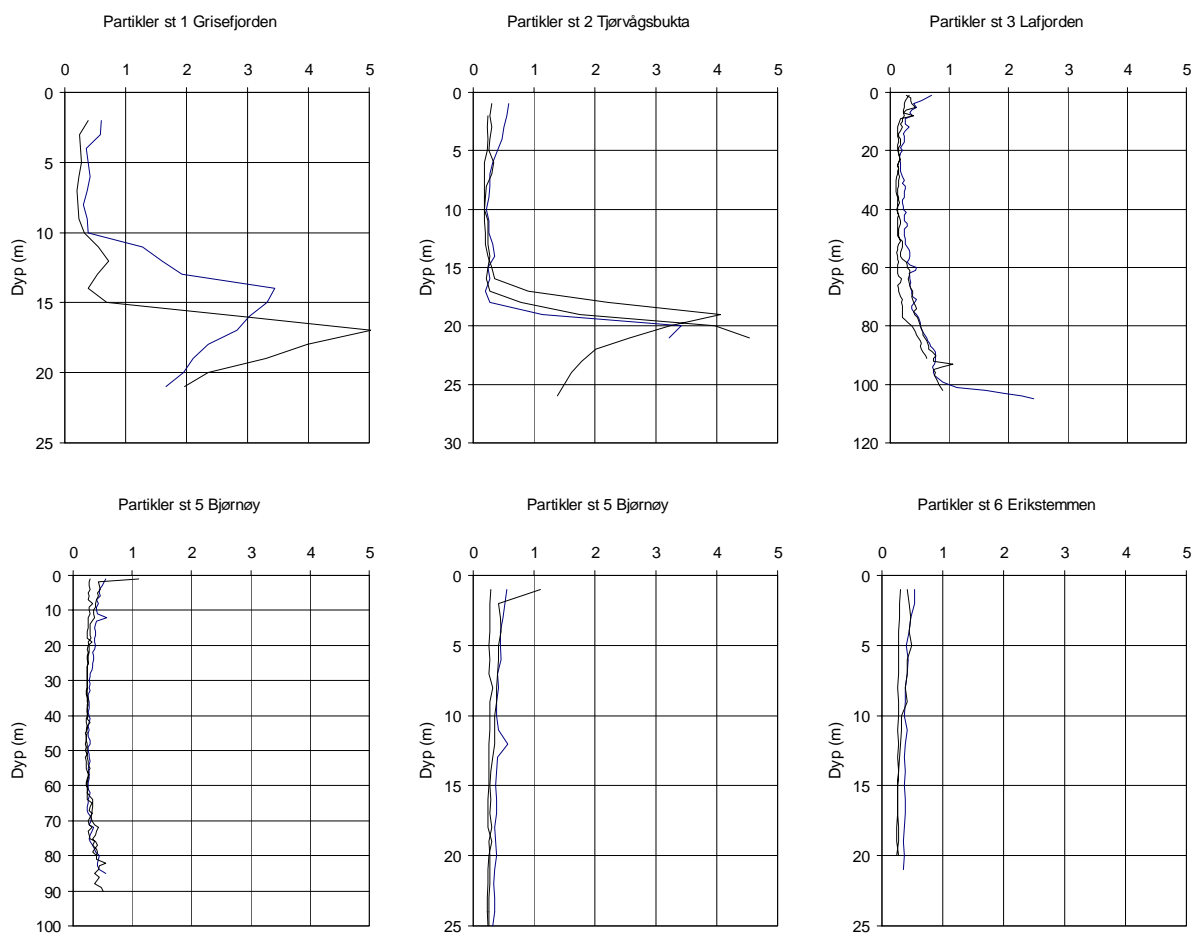 Partikler st 1 Grisefjorden
0 1 2 3 4 5
0
5
10
15
20
25
Dyp (m)
Partikler st 2 Tjørvågsbukta
0 1 2 3 4 5
0
5
10
15
20
25
30
Dyp (m)
Partikler st 3 Lafjorden
0 1 2 3 4 5
0
20
40
60
80
100
120
Dyp (m)
Partikler st 5 Bjørnøy
0 1 2 3 4 5
0
10
20
30
40
50
60
70
80
90
100
Dyp (m)
Partikler st 5 Bjørnøy
0 1 2 3 4 5
0
5
10
15
20
25
Dyp (m)
Partikler st 6 Erikstemmen
0 1 2 3 4 5
0
5
10
15
20
25
Dyp (m)